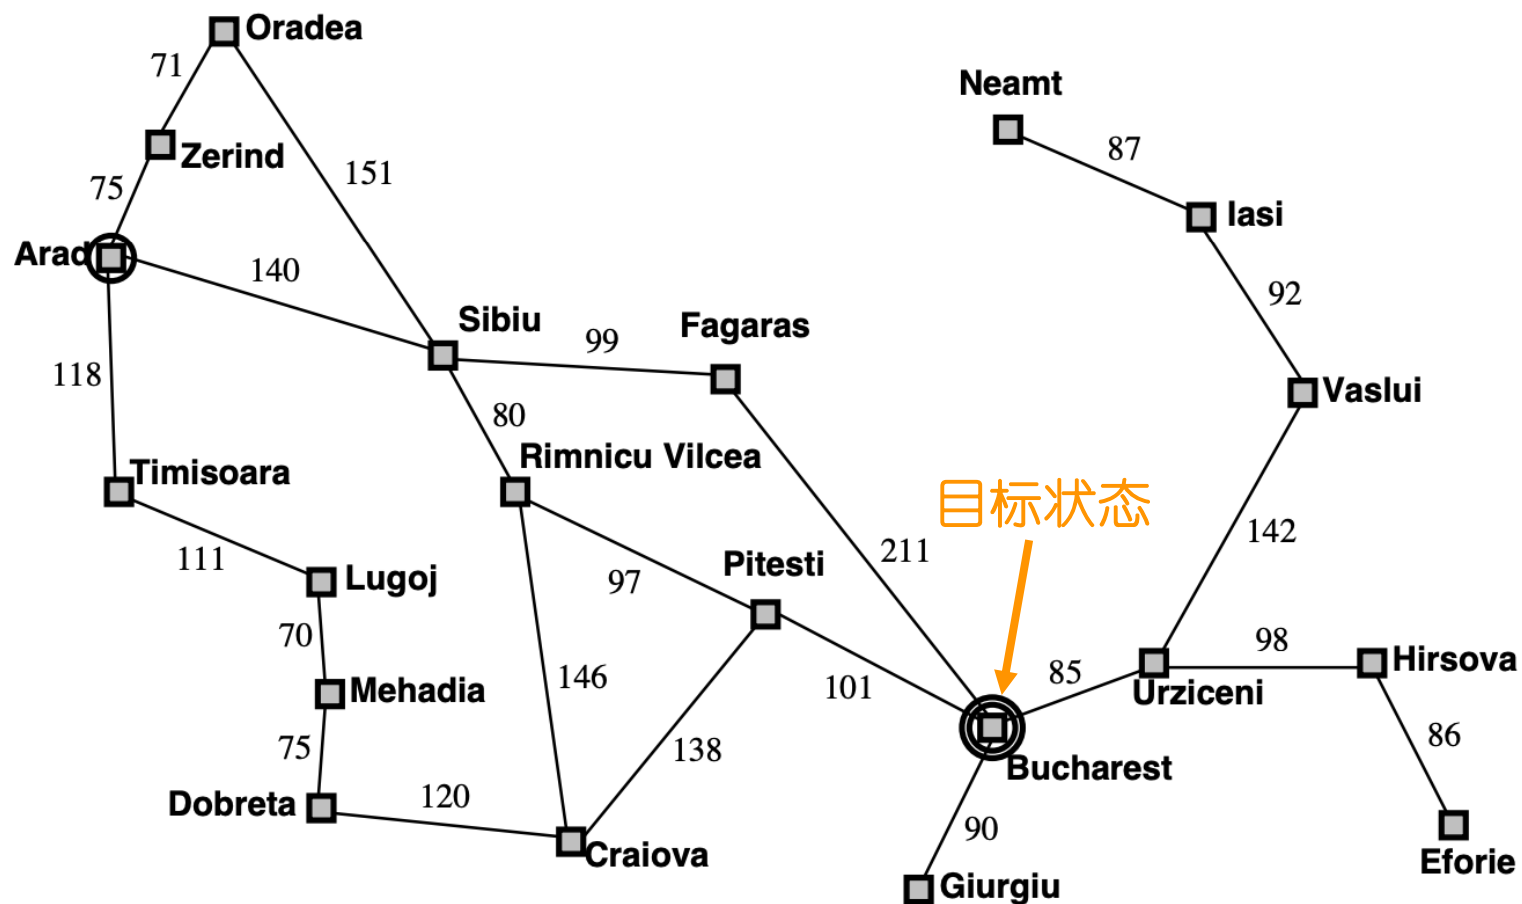 Oradea
71
Neamt
87
Zerind
151
75
Iasi
Arad
140
92
Sibiu
Fagaras
99
118
Vaslui
80
Rimnicu Vilcea
Timisoara
目标状态
142
211
111
Lugoj
97
Pitesti
70
98
Hirsova
146
85
Mehadia
101
Urziceni
75
138
86
Bucharest
Dobreta
120
90
Craiova
Eforie
Giurgiu